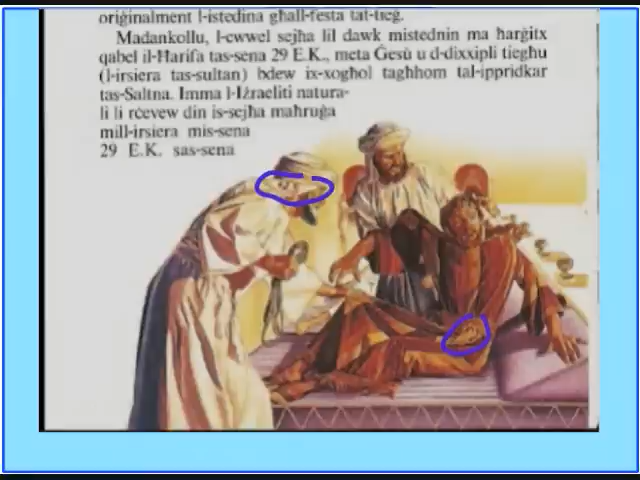 oriġinalment l-istedina għall-festa tat-tieġ.
Madankollu, l-ewwel sejħa lil dawk mistednin ma ħarġitx
qabel il-Ħarifa tas-sena 29 E.K., meta Ġesù u d-dixxipli tiegħu
(l-irsiera tas-sultan) bdew ix-xogħol tagħhom tal-ippridkar
tas-Saltna. Imma l-Iżraeliti natura-
li li rċevew din is-sejħa maħruġa
mill-irsiera mis-sena
29 E.K. sas-sena